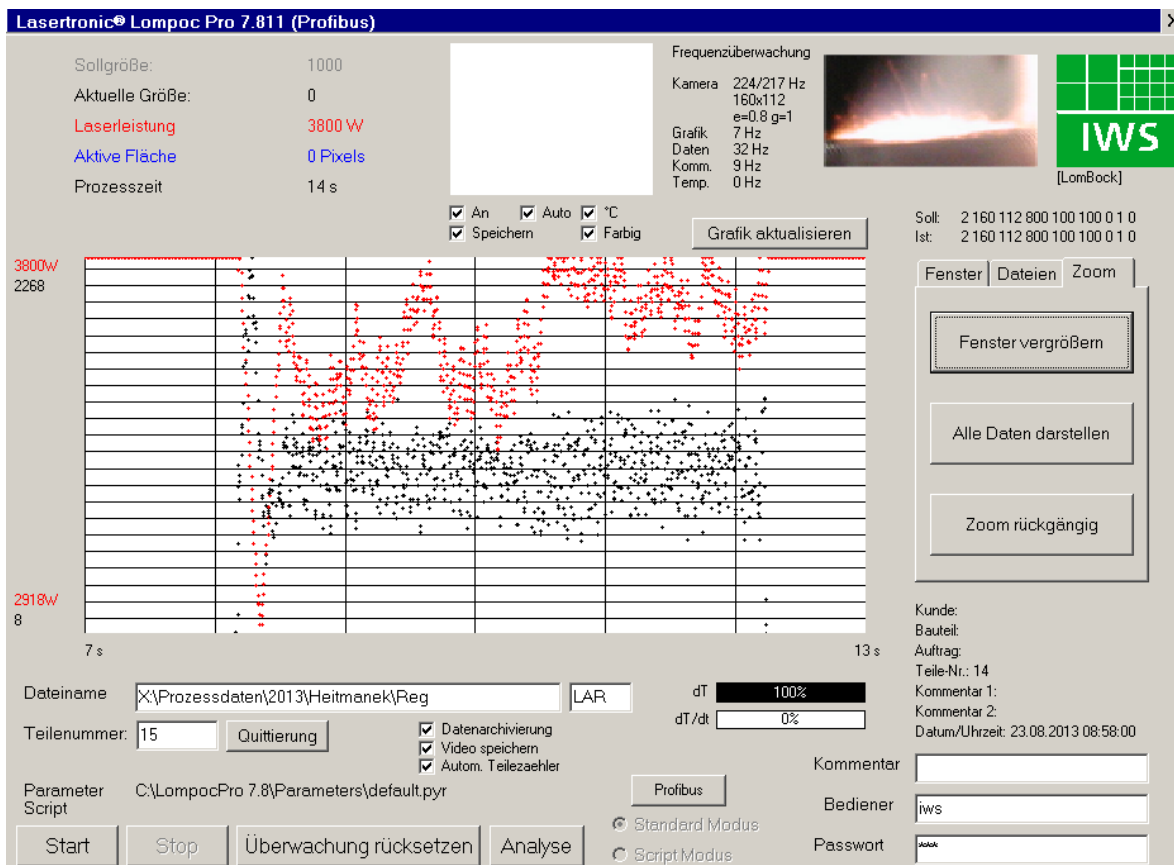 Lasertronic® Lompoc Pro 7.811 (Profibus)
Sollgröße: 1000
Aktuelle Größe: 0
Laserleistung 3800 W
Aktive Fläche 0 Pixels
Prozesszeit 14 s
Frequenzüberwachung
Kamera 224/217 Hz
160x112
e=0.8 g=1
Grafik 7 Hz
Daten 32 Hz
Komm. 9 Hz
Temp. 0 Hz
IWS
[LomBock]
An Auto °C
Speichern Farbig
Grafik aktualisieren
Soll: 2 160 112 800 100 100 0 1 0
Ist: 2 160 112 800 100 100 0 1 0
Fenster Dateien Zoom
Fenster vergrößern
Alle Daten darstellen
Zoom rückgängig
3800W
2268
2918W
8
7 s 13 s
Kunde:
Bauteil:
Auftrag:
Teile-Nr.: 14
Kommentar 1:
Kommentar 2:
Datum/Uhrzeit: 23.08.2013 08:58:00
Dateiname X:\Prozessdaten\2013\Heitmanek\Reg LAR
dT 100%
dT/dt 0%
Teilenummer: 15 Quittierung
Datenarchivierung
Video speichern
Autom. Teilezaehler
Parameter Script C:\LompocPro 7.8\Parameters\default.pyr
Profibus
Standard Modus
Script Modus
Kommentar
Bediener iws
Passwort ****
Start Stop Überwachung rücksetzen Analyse